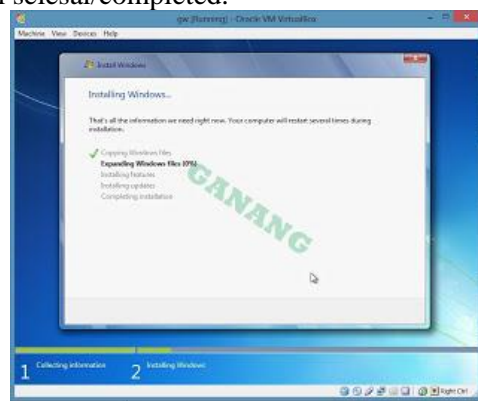 selesai/completed.
gw [Running] - Oracle VM VirtualBox
Machine View Devices Help
Install Windows
Installing Windows...
That's all the information we need right now. Your computer will restart several times during
installation.
Copying Windows files
Expanding Windows files (0%)
Installing features
Installing updates
Completing installation
GANANG
1 Collecting information
2 Installing Windows
Right Ctrl